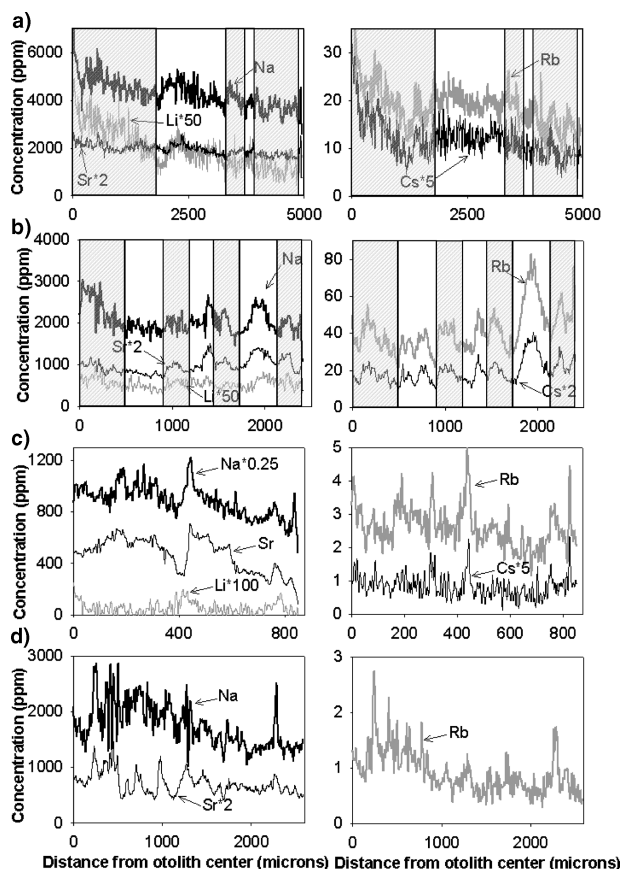 a)
Concentration (ppm)
6000
4000
2000
0
Na
Li*50
Sr*2
0
2500
5000
30
20
10
0
Rb
Cs*5
0
2500
5000
b)
Concentration (ppm)
4000
3000
2000
1000
0
Na
Sr*2
Li*50
0
1000
2000
80
60
40
20
0
Rb
Cs*2
0
1000
2000
c)
Concentration (ppm)
1200
800
400
0
Na*0.25
Sr
Li*100
0
400
800
5
4
3
2
1
0
Rb
Cs*5
0
200
400
600
800
d)
Concentration (ppm)
3000
2000
1000
0
Na
Sr*2
0
1000
2000
3
2
1
0
Rb
0
1000
2000
Distance from otolith center (microns)
Distance from otolith center (microns)